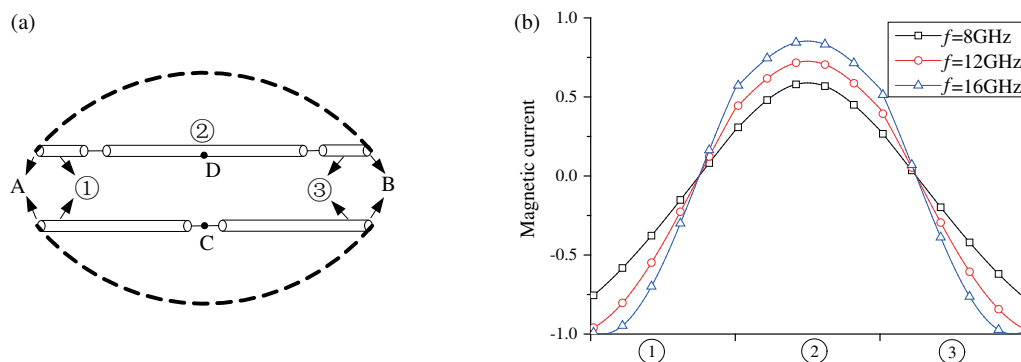 (a)
②
D
A
①
③
B
C
(b)
Magnetic current
1.0
0.5
0.0
-0.5
-1.0
f=8GHz
f=12GHz
f=16GHz
①
②
③